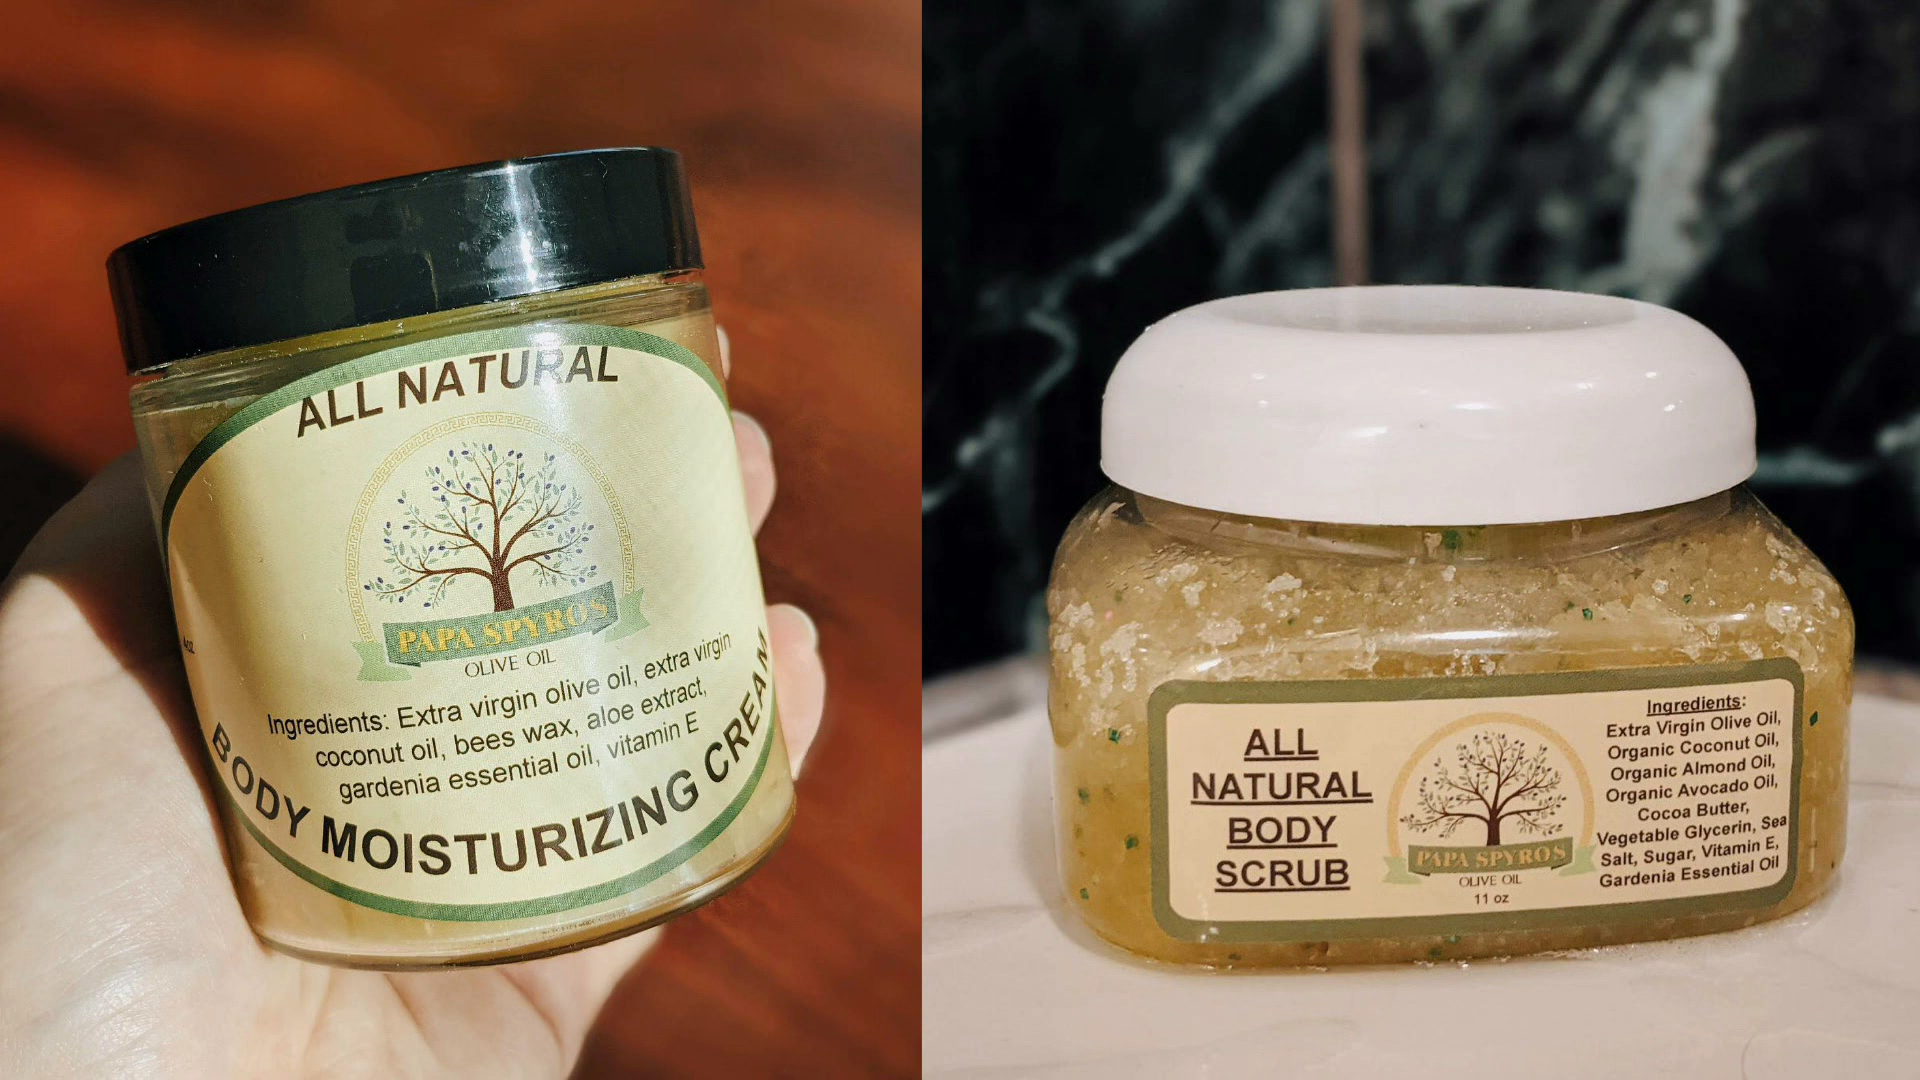 ALL NATURAL
PAPA SPYROS
OLIVE OIL
4oz
Ingredients: Extra virgin olive oil, extra virgin
coconut oil, bees wax, aloe extract,
gardenia essential oil, vitamin E
BODY MOISTURIZING CREAM
ALL
NATURAL
BODY
SCRUB
PAPA SPYROS
OLIVE OIL
11 oz
Ingredients:
Extra Virgin Olive Oil,
Organic Coconut Oil,
Organic Almond Oil,
Organic Avocado Oil,
Cocoa Butter,
Vegetable Glycerin, Sea
Salt, Sugar, Vitamin E,
Gardenia Essential Oil